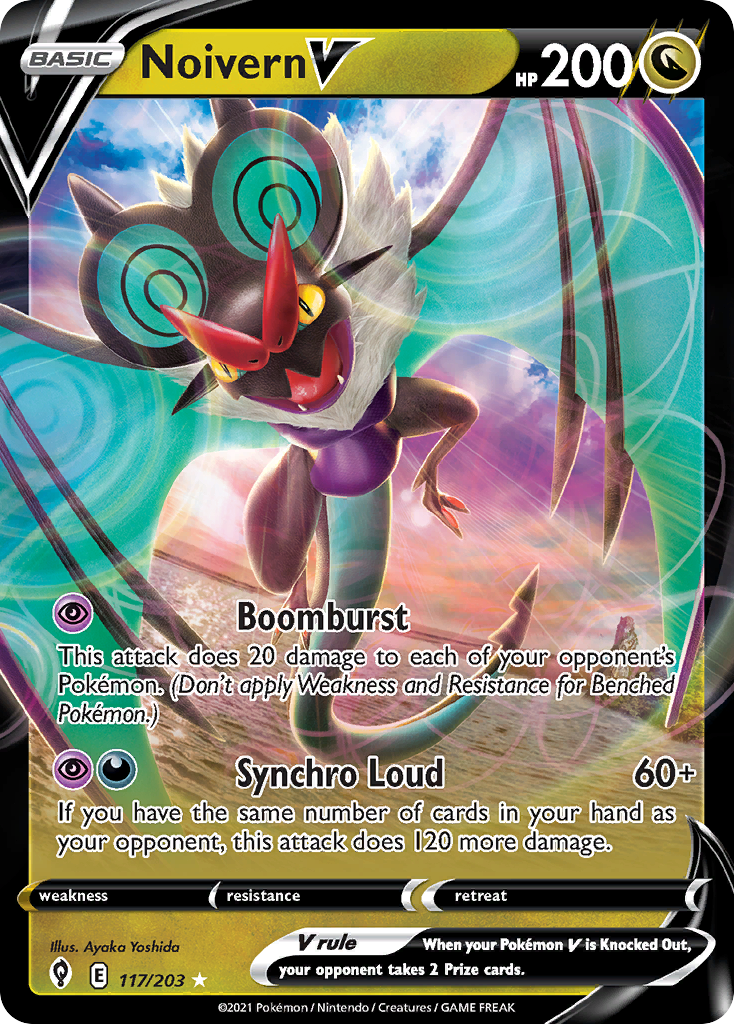 BASIC
Noivern V
HP 200
Boomburst
This attack does 20 damage to each of your opponent's
Pokémon. (Don't apply Weakness and Resistance for Benched
Pokémon.)
Synchro Loud 60+
If you have the same number of cards in your hand as
your opponent, this attack does 120 more damage.
weakness resistance retreat
Illus. Ayaka Yoshida
V rule When your Pokémon V is Knocked Out,
your opponent takes 2 Prize cards.
E 117/203
©2021 Pokémon / Nintendo / Creatures / GAME FREAK